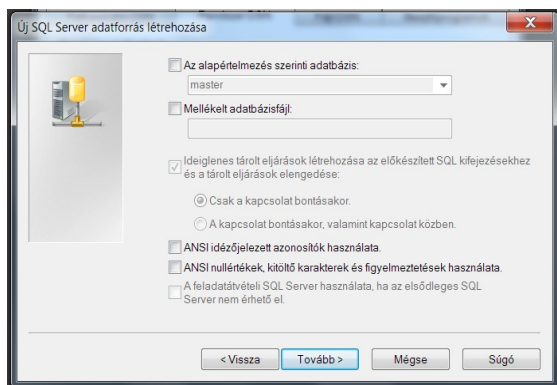 Új SQL Server adatforrás létrehozása
Az alapértelmezés szerinti adatbázis:
master
Mellékelt adatbázisfájl:
Ideiglenes tárolt eljárások létrehozása az előkészített SQL kifejezésekhez
és a tárolt eljárások elengedése:
Csak a kapcsolat bontásakor.
A kapcsolat bontásakor, valamint kapcsolat közben.
ANSI idézőjelezett azonosítók használata.
ANSI nullértékek, kitöltő karakterek és figyelmeztetések használata.
A feladatátvételi SQL Server használata, ha az elsődleges SQL
Server nem érhető el.
< Vissza
Tovább >
Mégse
Súgó